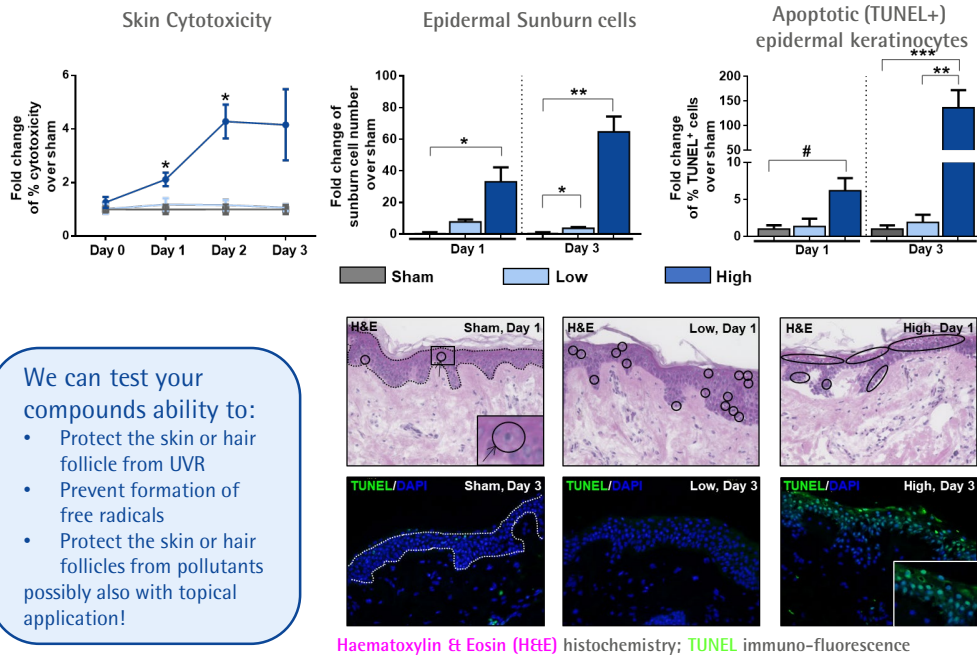 Skin Cytotoxicity
Fold change
of % cytotoxicity
over sham
6
4
2
0
*
*
Day 0
Day 1
Day 2
Day 3
Epidermal Sunburn cells
Fold change of
sunburn cell number
over sham
100
80
60
40
20
0
*
*
**
Day 1
Day 3
Apoptotic (TUNEL+)
epidermal keratinocytes
Fold change
of % TUNEL⁺ cells
over sham
200
150
100
50
10
5
0
#
***
**
Day 1
Day 3
Sham
Low
High
We can test your
compounds ability to:
• Protect the skin or hair
follicle from UVR
• Prevent formation of
free radicals
• Protect the skin or hair
follicles from pollutants
possibly also with topical
application!
H&E Sham, Day 1
H&E Low, Day 1
H&E High, Day 1
TUNEL/DAPI Sham, Day 3
TUNEL/DAPI Low, Day 3
TUNEL/DAPI High, Day 3
Haematoxylin & Eosin (H&E) histochemistry; TUNEL immuno-fluorescence